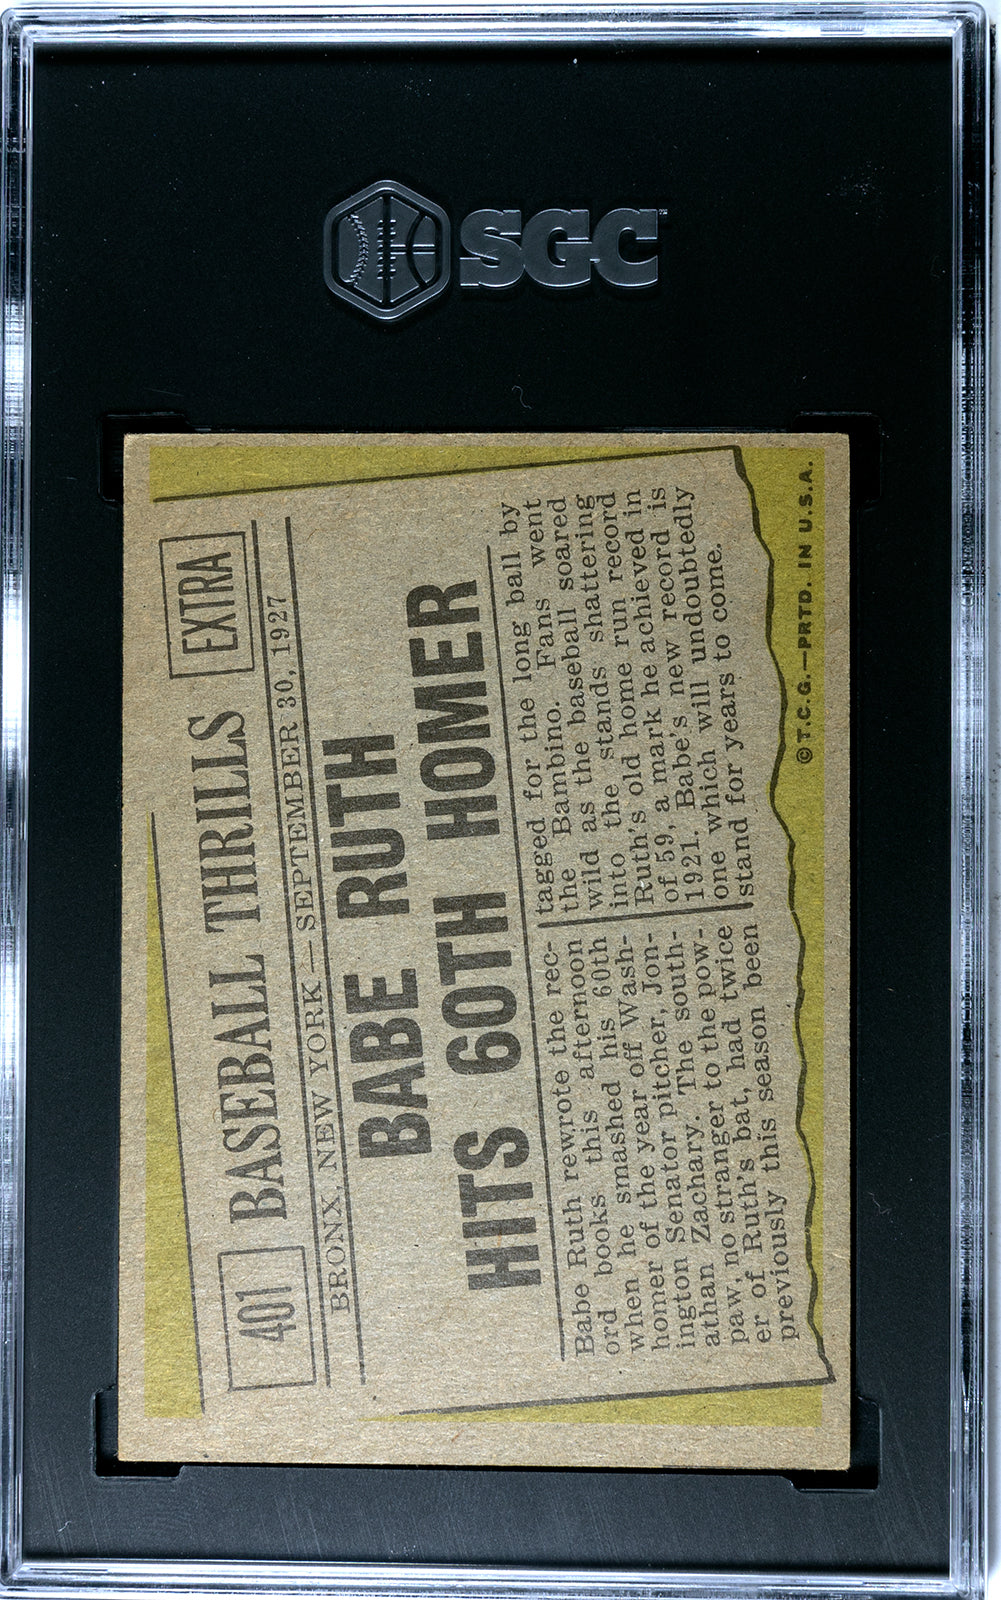 SGC™
401 BASEBALL THRILLS EXTRA
BRONX, NEW YORK — SEPTEMBER 30, 1927
BABE RUTH
HITS 60TH HOMER
Babe Ruth rewrote the rec-
ord books this afternoon
when he smashed his 60th
homer of the year off Wash-
ington Senator pitcher, Jon-
athan Zachary. The south-
paw, no stranger to the pow-
er of Ruth's bat, had twice
previously this season been
tagged for the long ball by
the Bambino. Fans went
wild as the baseball soared
into the stands shattering
Ruth's old home run record
of 59, a mark he achieved in
1921. Babe's new record is
one which will undoubtedly
stand for years to come.
© T.C.G.—PRTD. IN U.S.A.